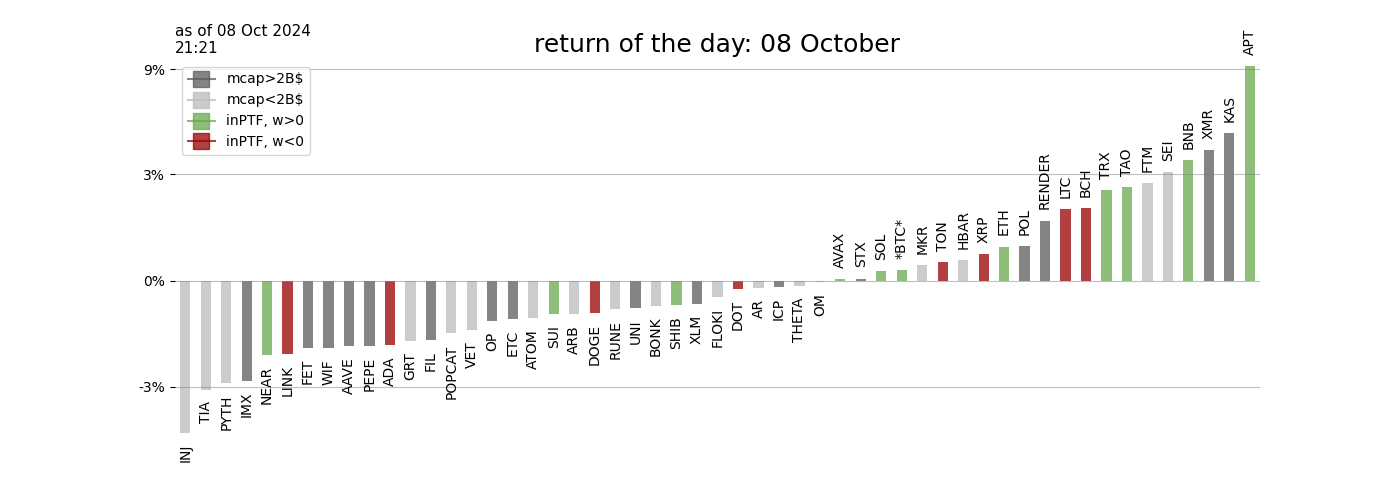 as of 08 Oct 2024
21:21
return of the day: 08 October
mcap>2B$
mcap<2B$
inPTF, w>0
inPTF, w<0
9%
3%
0%
-3%
INJ
TIA
PYTH
IMX
NEAR
LINK
FET
WIF
AAVE
PEPE
ADA
GRT
FIL
POPCAT
VET
OP
ETC
ATOM
SUI
ARB
DOGE
RUNE
UNI
BONK
SHIB
XLM
FLOKI
DOT
AR
ICP
THETA
OM
AVAX
STX
SOL
*BTC*
MKR
TON
HBAR
XRP
ETH
POL
RENDER
LTC
BCH
TRX
TAO
FTM
SEI
BNB
XMR
KAS
APT